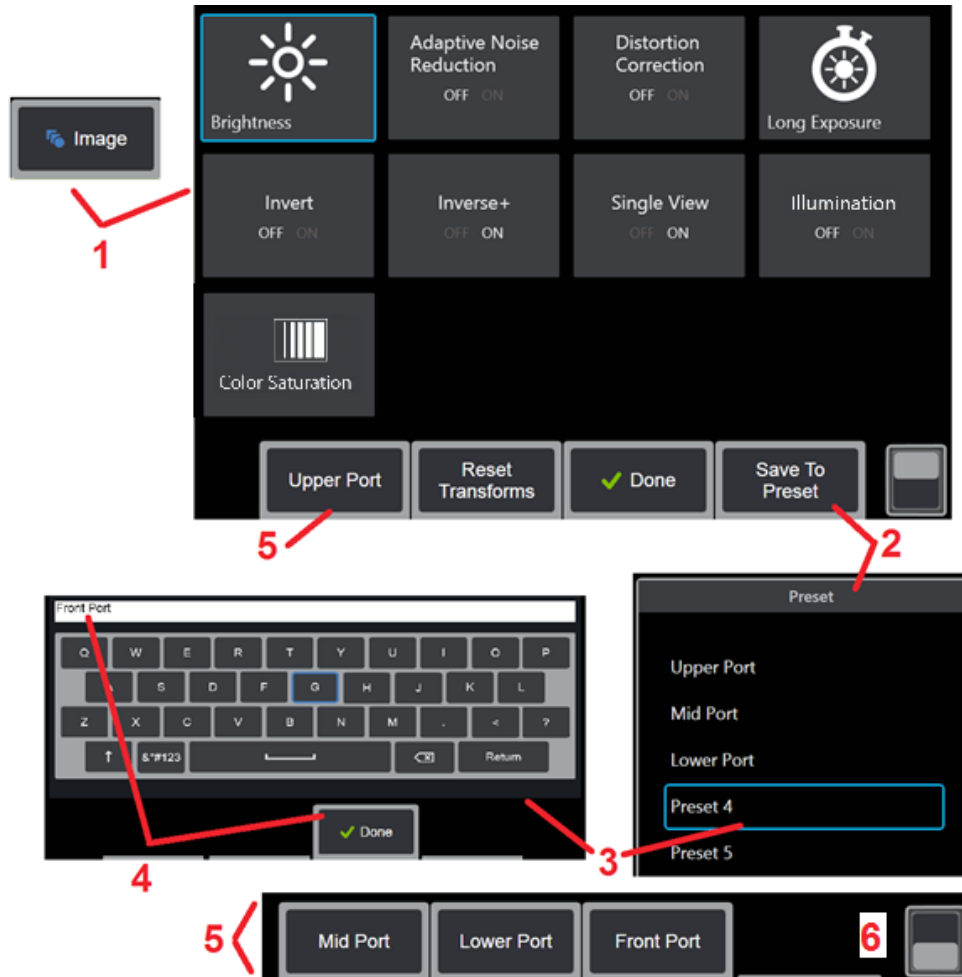 Image
1
Brightness
Adaptive Noise
Reduction
OFF ON
Distortion
Correction
OFF ON
Long Exposure
Invert
OFF ON
Inverse+
OFF ON
Single View
OFF ON
Illumination
OFF ON
Color Saturation
Upper Port
Reset
Transforms
Done
Save To
Preset
5
2
Front Port
Q W E R T Y U I O P
A S D F G H J K L
Z X C V B N M . < ?
↑ &*#123 Return
Done
4
3
Preset
Upper Port
Mid Port
Lower Port
Preset 4
Preset 5
5
Mid Port
Lower Port
Front Port
6